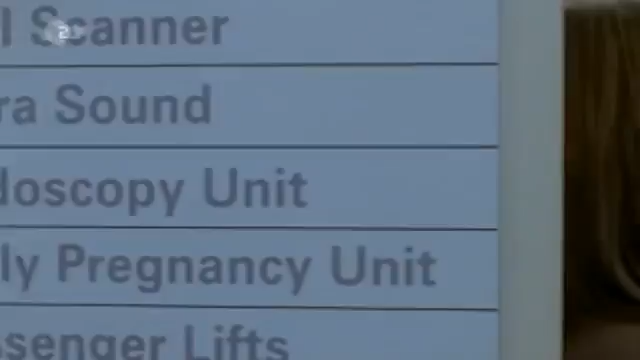 l Scanner
ra Sound
doscopy Unit
ly Pregnancy Unit
senger Lifts